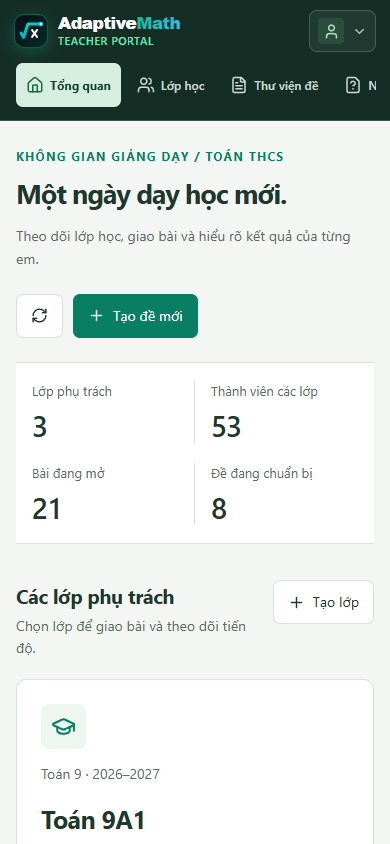 AdaptiveMath
TEACHER PORTAL
Tổng quan
Lớp học
Thư viện đề
N
KHÔNG GIAN GIẢNG DẠY / TOÁN THCS
Một ngày dạy học mới.
Theo dõi lớp học, giao bài và hiểu rõ kết quả của từng
em.
Tạo đề mới
Lớp phụ trách
Thành viên các lớp
3
53
Bài đang mở
Đề đang chuẩn bị
21
8
Các lớp phụ trách
Tạo lớp
Chọn lớp để giao bài và theo dõi tiến
độ.
Toán 9 · 2026–2027
Toán 9A1